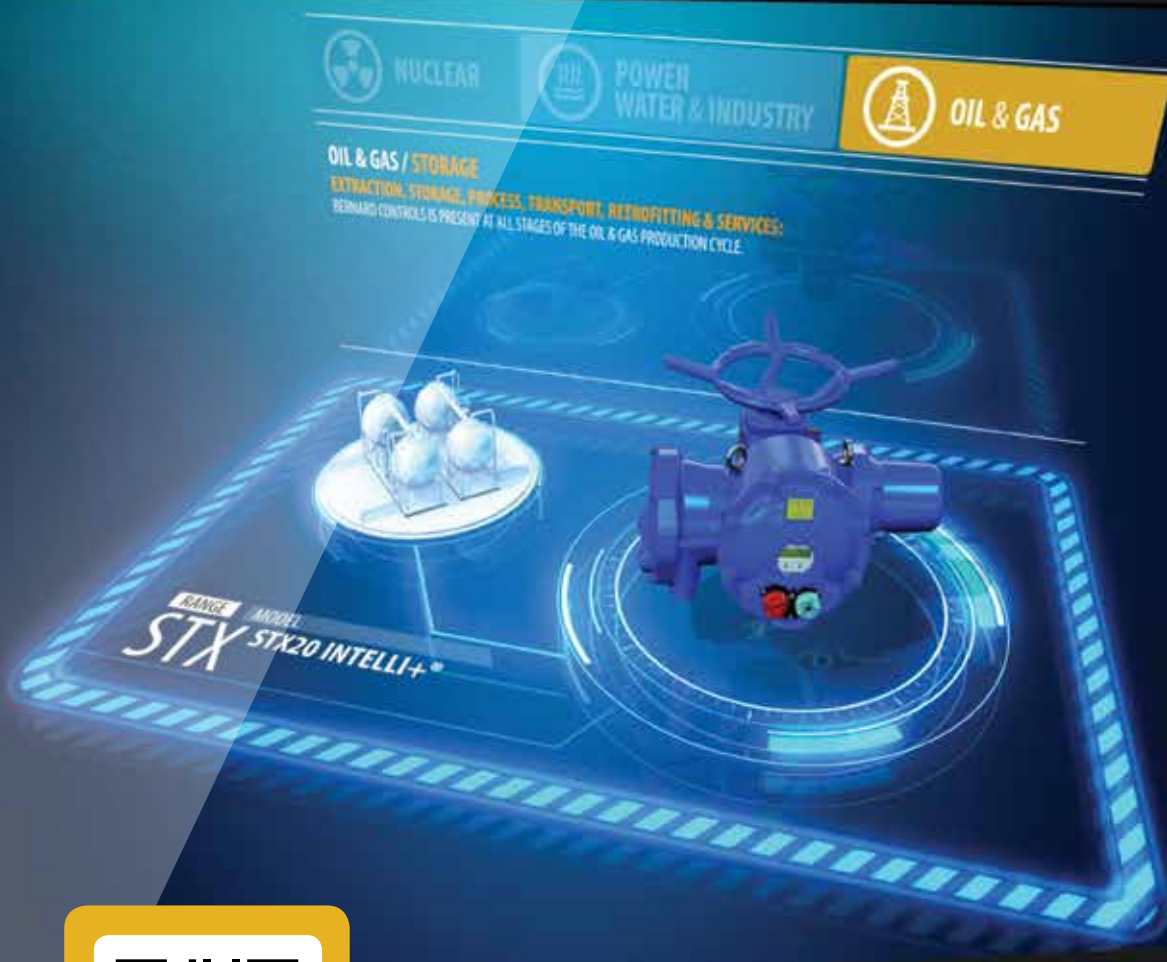 NUCLEAR
POWER
WATER & INDUSTRY
OIL & GAS
OIL & GAS / STORAGE
EXTRACTION, STORAGE, PROCESS, TRANSPORT, RETROFITTING & SERVICES:
BERNARD CONTROLS IS PRESENT AT ALL STAGES OF THE OIL & GAS PRODUCTION CYCLE.
RANGE
STX
MODEL
STX20 INTELLI+®